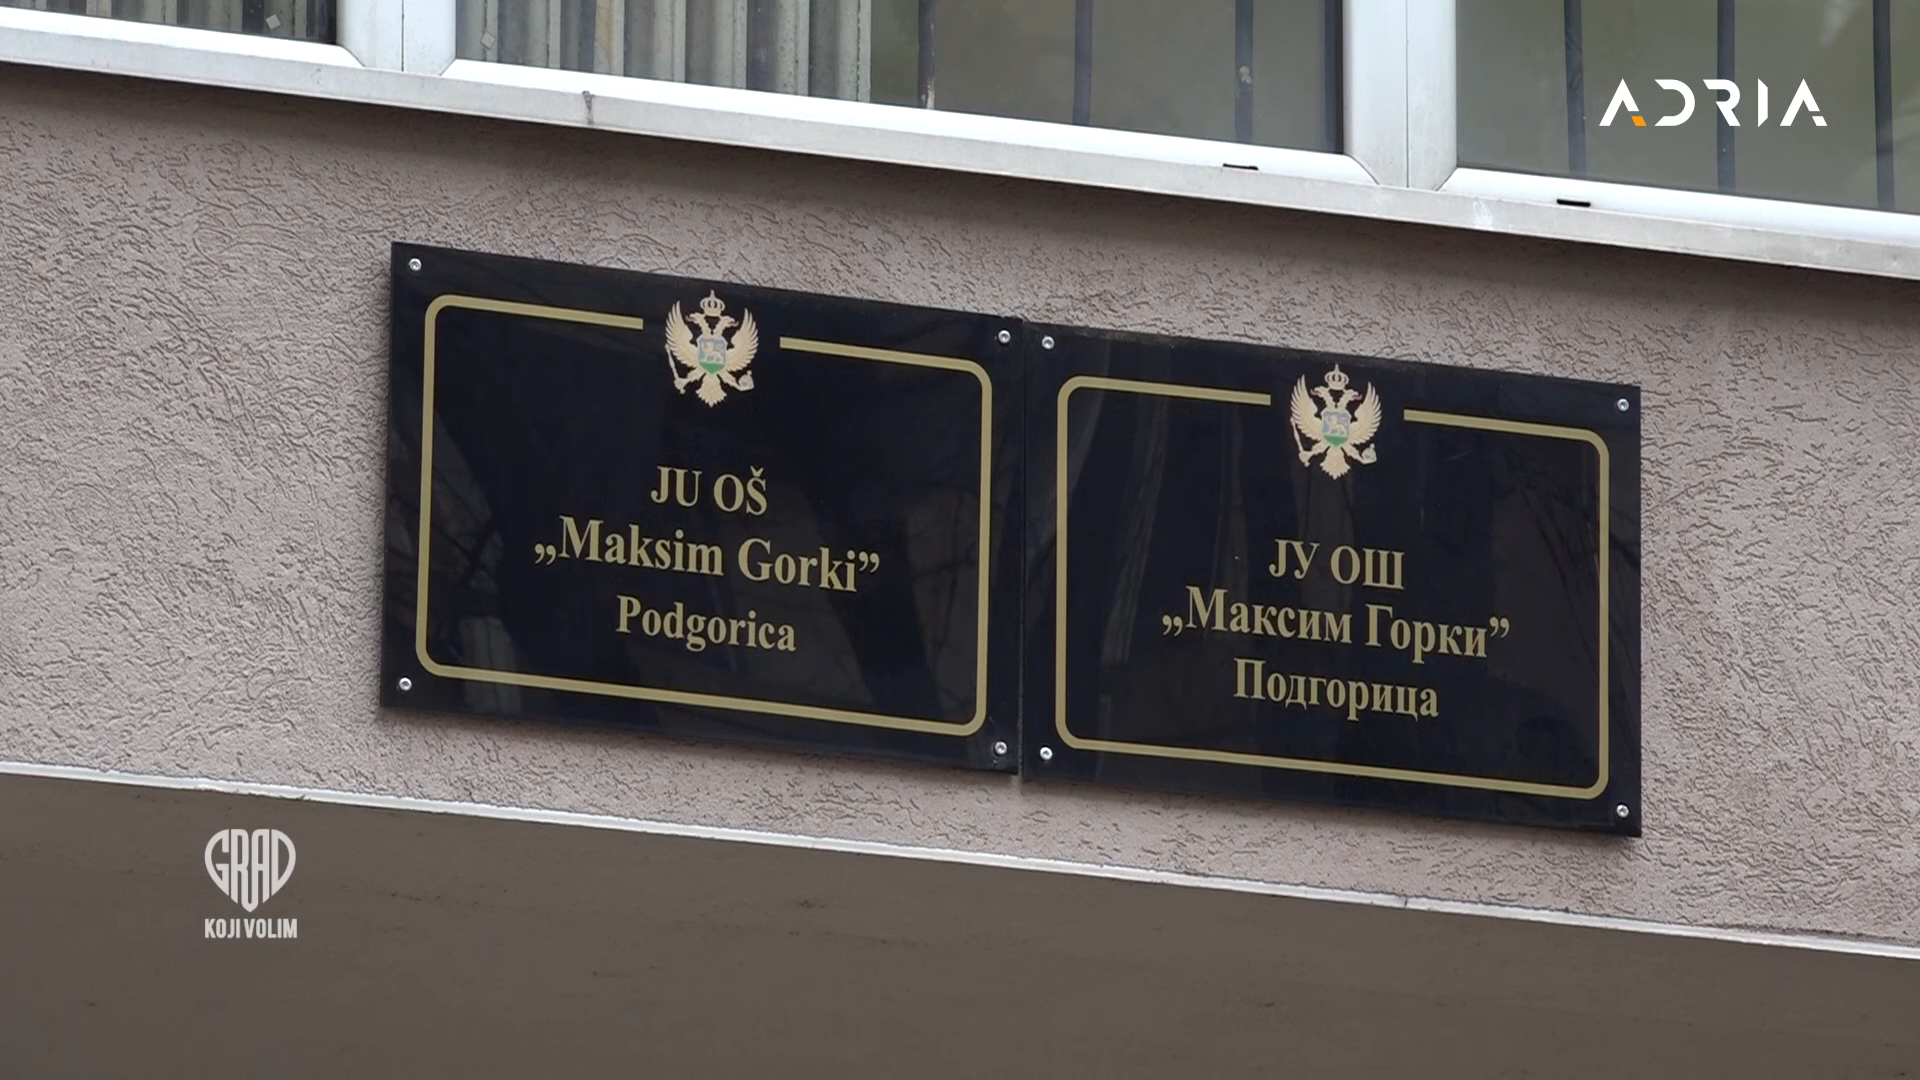 ADRIA
JU OŠ
„Maksim Gorki”
Podgorica
ЈУ ОШ
„Максим Горки”
Подгорица
GRAD
KOJI VOLIM